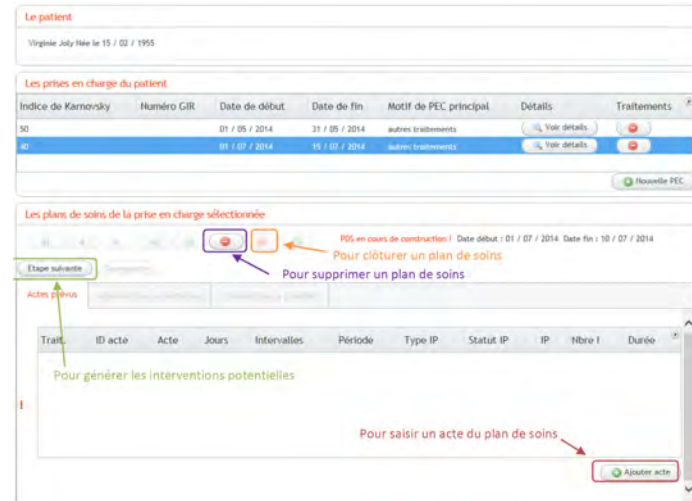 Le patient
Virginie Joly Née le 15 / 02 / 1955
Les prises en charge du patient
Indice de Karnovsky Numéro GIR Date de début Date de fin Motif de PEC principal Détails Traitements
50 01 / 05 / 2014 31 / 05 / 2014 autres traitements Voir détails
40 01 / 07 / 2014 15 / 07 / 2014 autres traitements Voir détails
Nouvelle PEC
Les plans de soins de la prise en charge sélectionnée
PDS en cours de construction ! Date début : 01 / 07 / 2014 Date fin : 10 / 07 / 2014
Pour clôturer un plan de soins
Etape suivante
Pour supprimer un plan de soins
Actes prévus
Trait. ID acte Acte Jours Intervalles Période Type IP Statut IP IP Nbre I Durée
Pour générer les interventions potentielles
!
Pour saisir un acte du plan de soins
Ajouter acte